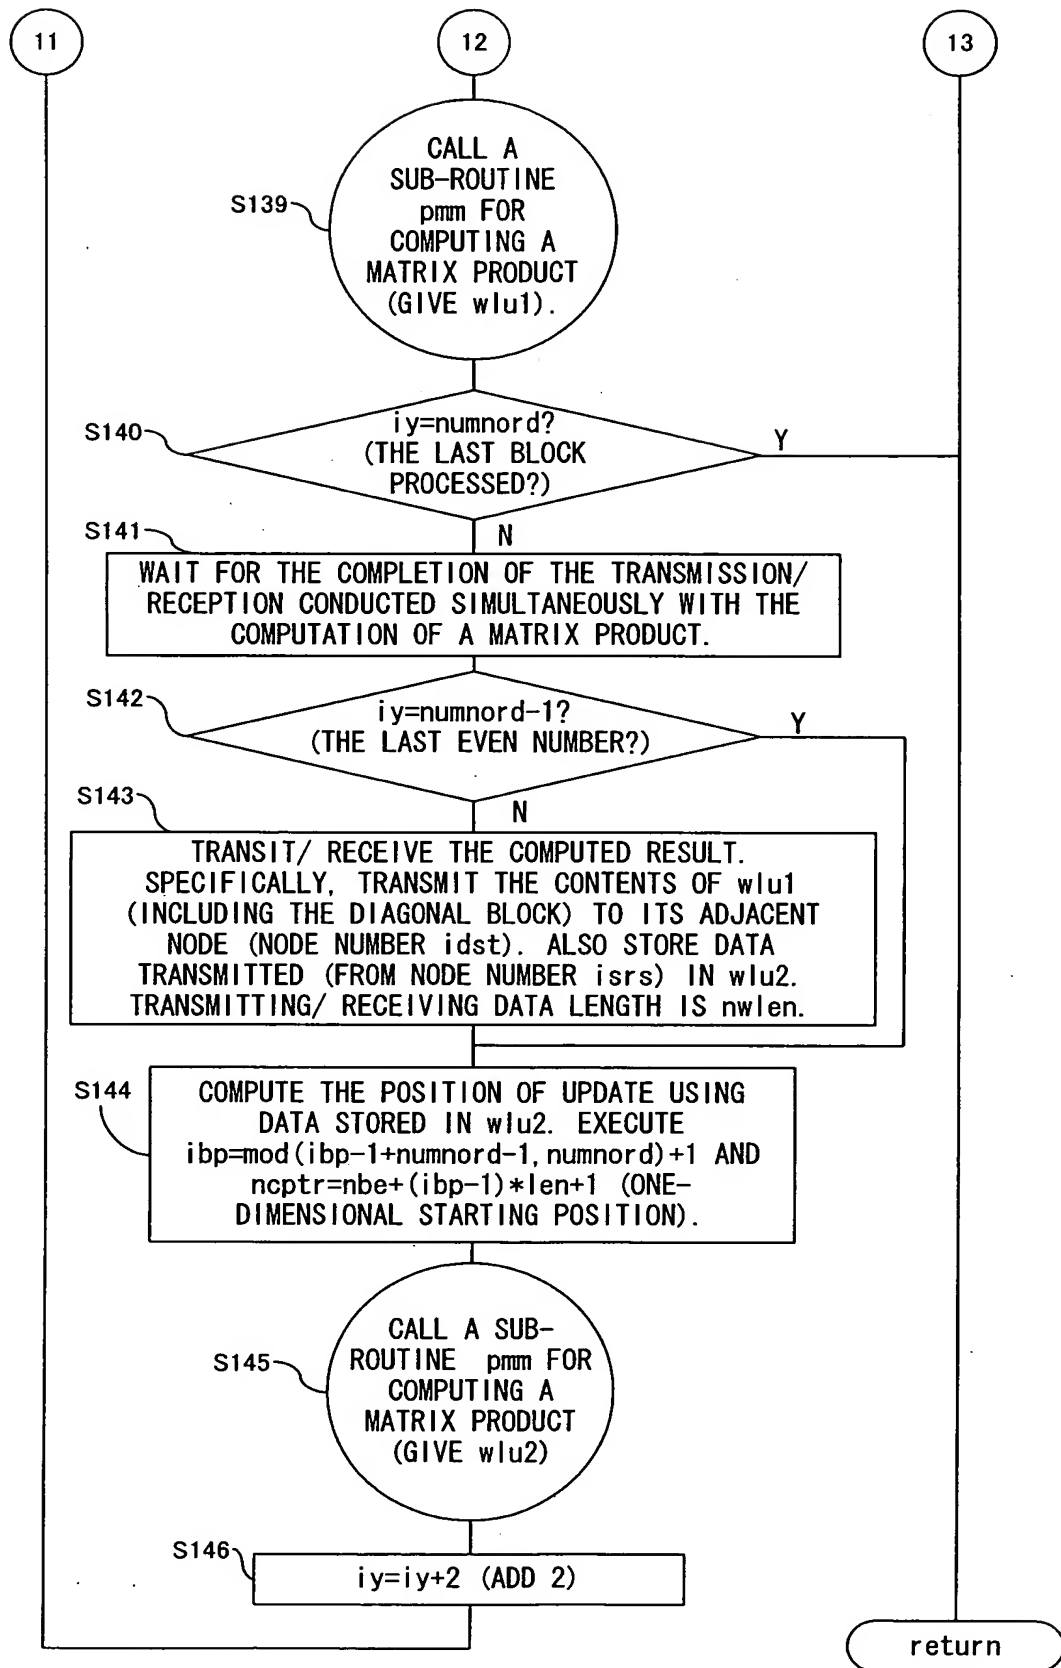 11
12
13
CALL A
SUB-ROUTINE
pmm FOR
COMPUTING A
MATRIX PRODUCT
(GIVE wlu1).
S139
iy=numnord?
(THE LAST BLOCK
PROCESSED?)
S140
Y
N
S141
WAIT FOR THE COMPLETION OF THE TRANSMISSION/
RECEPTION CONDUCTED SIMULTANEOUSLY WITH THE
COMPUTATION OF A MATRIX PRODUCT.
S142
iy=numnord-1?
(THE LAST EVEN NUMBER?)
Y
N
S143
TRANSIT/ RECEIVE THE COMPUTED RESULT.
SPECIFICALLY, TRANSMIT THE CONTENTS OF wlu1
(INCLUDING THE DIAGONAL BLOCK) TO ITS ADJACENT
NODE (NODE NUMBER idst). ALSO STORE DATA
TRANSMITTED (FROM NODE NUMBER isrs) IN wlu2.
TRANSMITTING/ RECEIVING DATA LENGTH IS nwlen.
S144
COMPUTE THE POSITION OF UPDATE USING
DATA STORED IN wlu2. EXECUTE
ibp=mod(ibp-1+numnord-1,numnord)+1 AND
ncptr=nbe+(ibp-1)*len+1 (ONE-
DIMENSIONAL STARTING POSITION).
S145
CALL A SUB-
ROUTINE pmm FOR
COMPUTING A
MATRIX PRODUCT
(GIVE wlu2)
S146
iy=iy+2 (ADD 2)
return